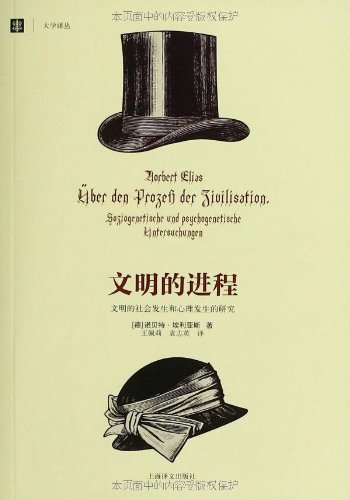 本页面中的内容受版权保护
大学译丛
Norbert Elias
Über den Prozeß der Zivilisation.
Soziogenetische und psychogenetische
Untersuchungen
文明的进程
文明的社会发生和心理发生的研究
[德]诺贝特·埃利亚斯 著
王佩莉 袁志英 译
上海译文出版社
本页面中的内容受版权保护